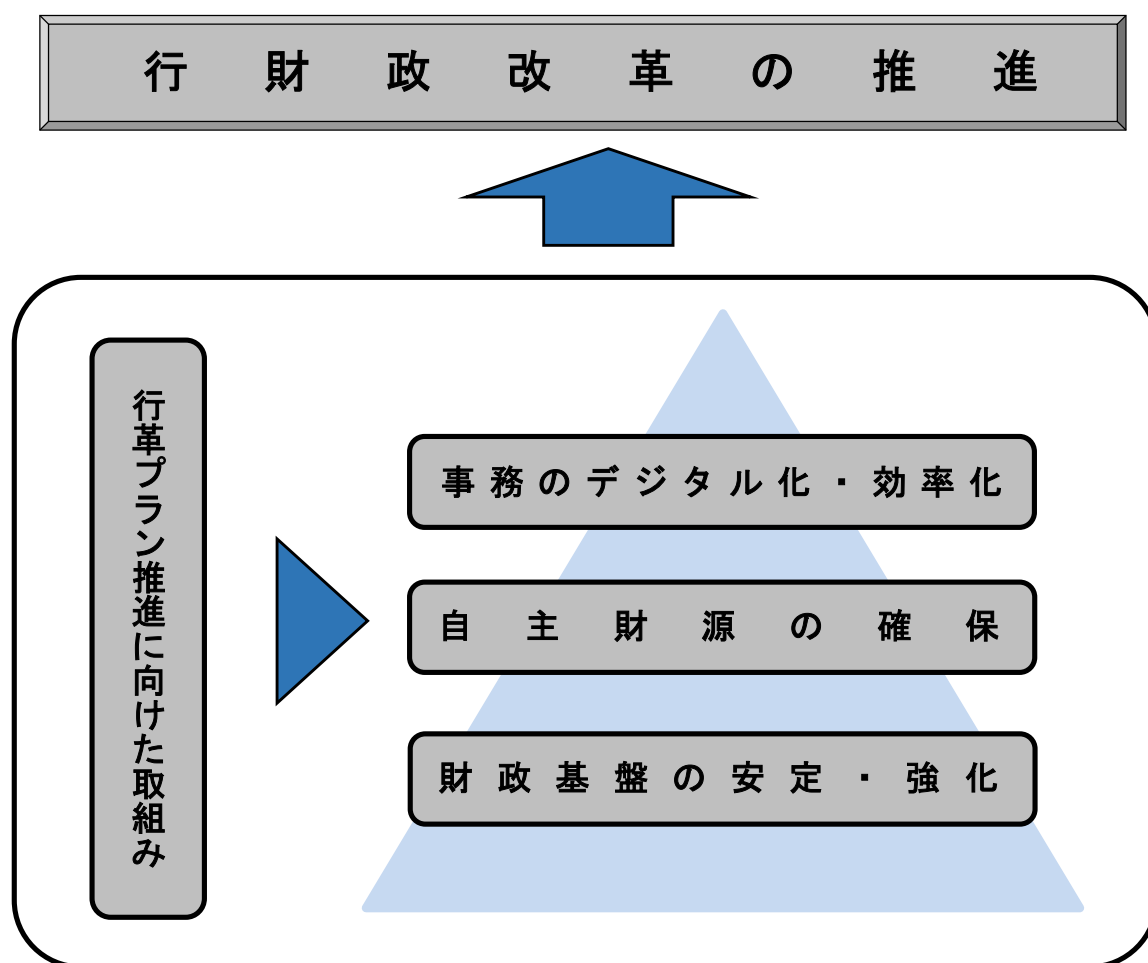 行財政改革の推進
行革プラン推進に向けた取組み
事務のデジタル化・効率化
自主財源の確保
財政基盤の安定・強化